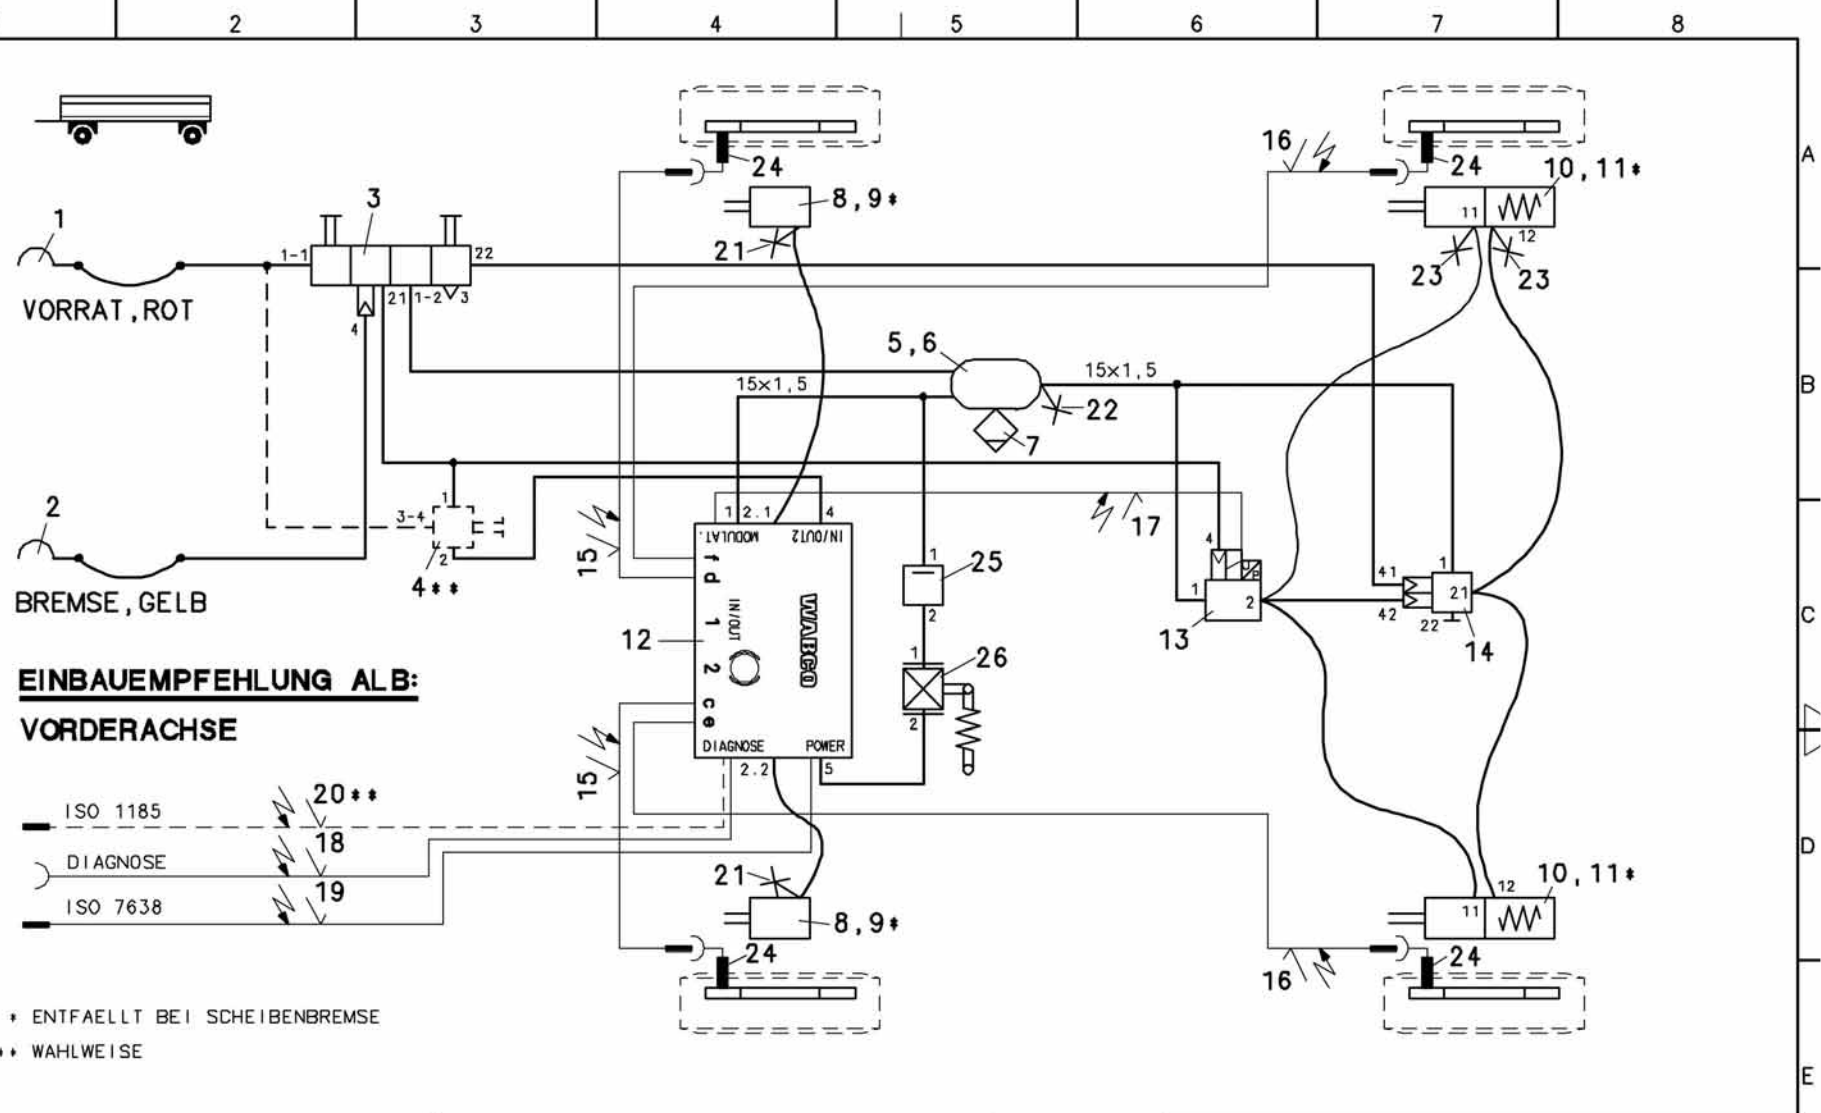 2 3 4 5 6 7 8
A
B
C
D
E
1
VORRAT,ROT
2
BREMSE,GELB
EINBAUEMPFEHLUNG ALB:
VORDERACHSE
3
1-1
22
4
21
1-2
3
3-4
1
2
4**
24
8,9*
21
16
24
10,11*
11
12
23
23
5,6
15x1,5
15x1,5
22
7
15
1
2.1
4
MODULAT.
IN/OUT2
f
d
1
IN/OUT
2
c
e
WABCO
12
DIAGNOSE
POWER
2.2
5
15
17
1
25
2
1
26
2
4
U
P
1
2
13
41
42
1
21
22
14
ISO 1185
20**
DIAGNOSE
18
ISO 7638
19
21
8,9*
24
16
10,11*
12
11
24
* ENTFAELLT BEI SCHEIBENBREMSE
** WAHLWEISE